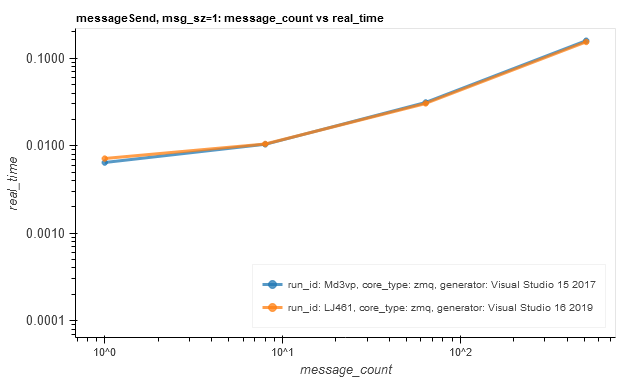 messageSend, msg_sz=1: message_count vs real_time
0.1000
0.0100
0.0010
0.0001
real_time
run_id: Md3vp, core_type: zmq, generator: Visual Studio 15 2017
run_id: LJ461, core_type: zmq, generator: Visual Studio 16 2019
10^0
10^1
10^2
message_count